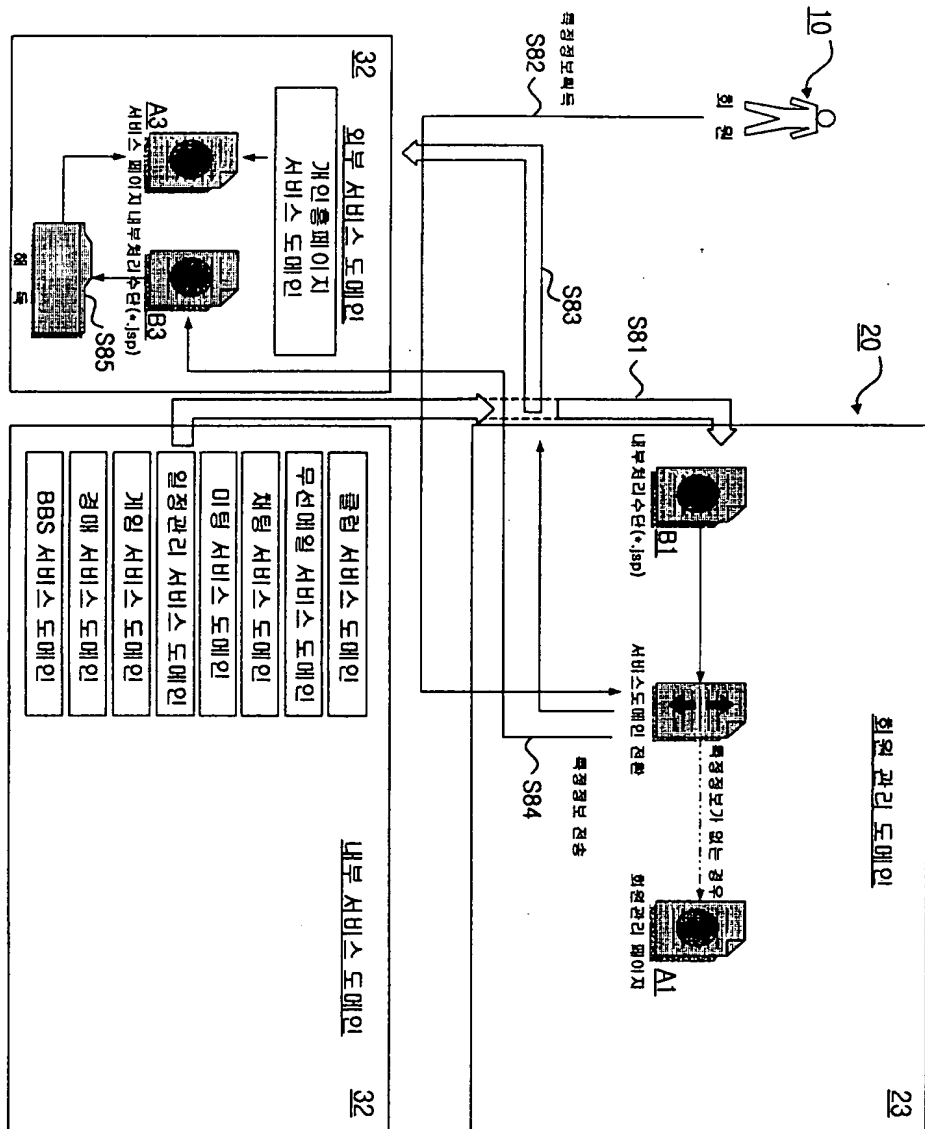 10
회 원
S82
특정정보획득
20
32
외부 서비스 도메인
개인홈페이지
서비스 도메인
A3
서비스 페이지
내부처리수단(*.jsp)
B3
해 독
S85
S83
S81
S84
특정정보 전송
회원 관리 도메인
23
내부처리수단(*.jsp)
B1
서비스도메인 전환
특정정보가 없는 경우
회원관리 페이지
A1
내부 서비스 도메인
32
클럽 서비스 도메인
무선메일 서비스 도메인
채팅 서비스 도메인
미팅 서비스 도메인
일정관리 서비스 도메인
게임 서비스 도메인
경매 서비스 도메인
BBS 서비스 도메인